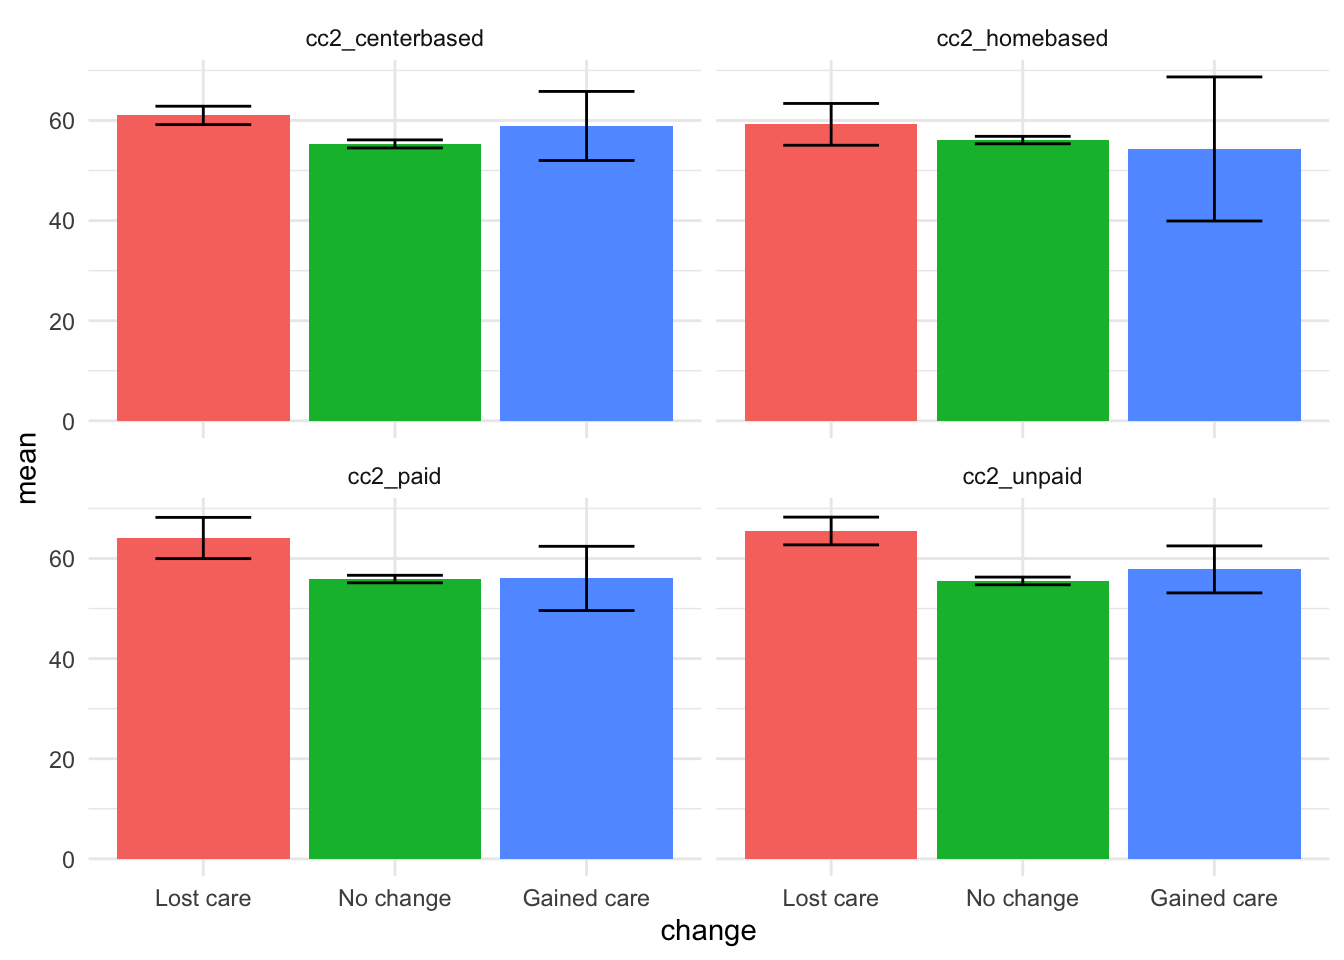 cc2_centerbased
cc2_homebased
60
40
20
0
cc2_paid
cc2_unpaid
60
40
20
0
mean
Lost care
No change
Gained care
Lost care
No change
Gained care
change